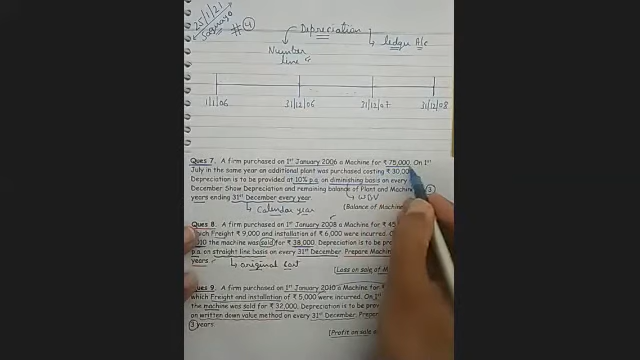 25/1/21
#4
Depreciation
ledger A/c
Number
line
1/1/06 31/12/06 31/12/07 31/12/08
Ques 7 A firm purchased on 1st January 2006 a Machine for ₹ 75,000. On 1st
July in the same year an additional plant was purchased costing ₹ 30,00
Depreciation is to be provided at 10% p.a. on diminishing basis on every
December Show Depreciation and remaining balance of Plant and Machine 3
years ending 31st December every year. WDV
Calendar year [Balance of Machine
Ques 8 A firm purchased on 1st January 2008 a Machine for ₹ 45
which Freight ₹ 9,000 and installation of ₹ 6,000 were incurred. O
010 the machine was sold for ₹ 38,000. Depreciation is to be pro
p.a. on straight line basis on every 31st December. Prepare Machin
years. original Cost [Loss on sale of M
Ques 9 A firm purchased on 1st January 2010 a Machine for ₹
which Freight and installation of ₹ 5,000 were incurred. On 1st
the machine was sold for ₹ 32,000. Depreciation is to be prov
on written down value method on every 31st December. Prepar
3 years. [Profit on sale